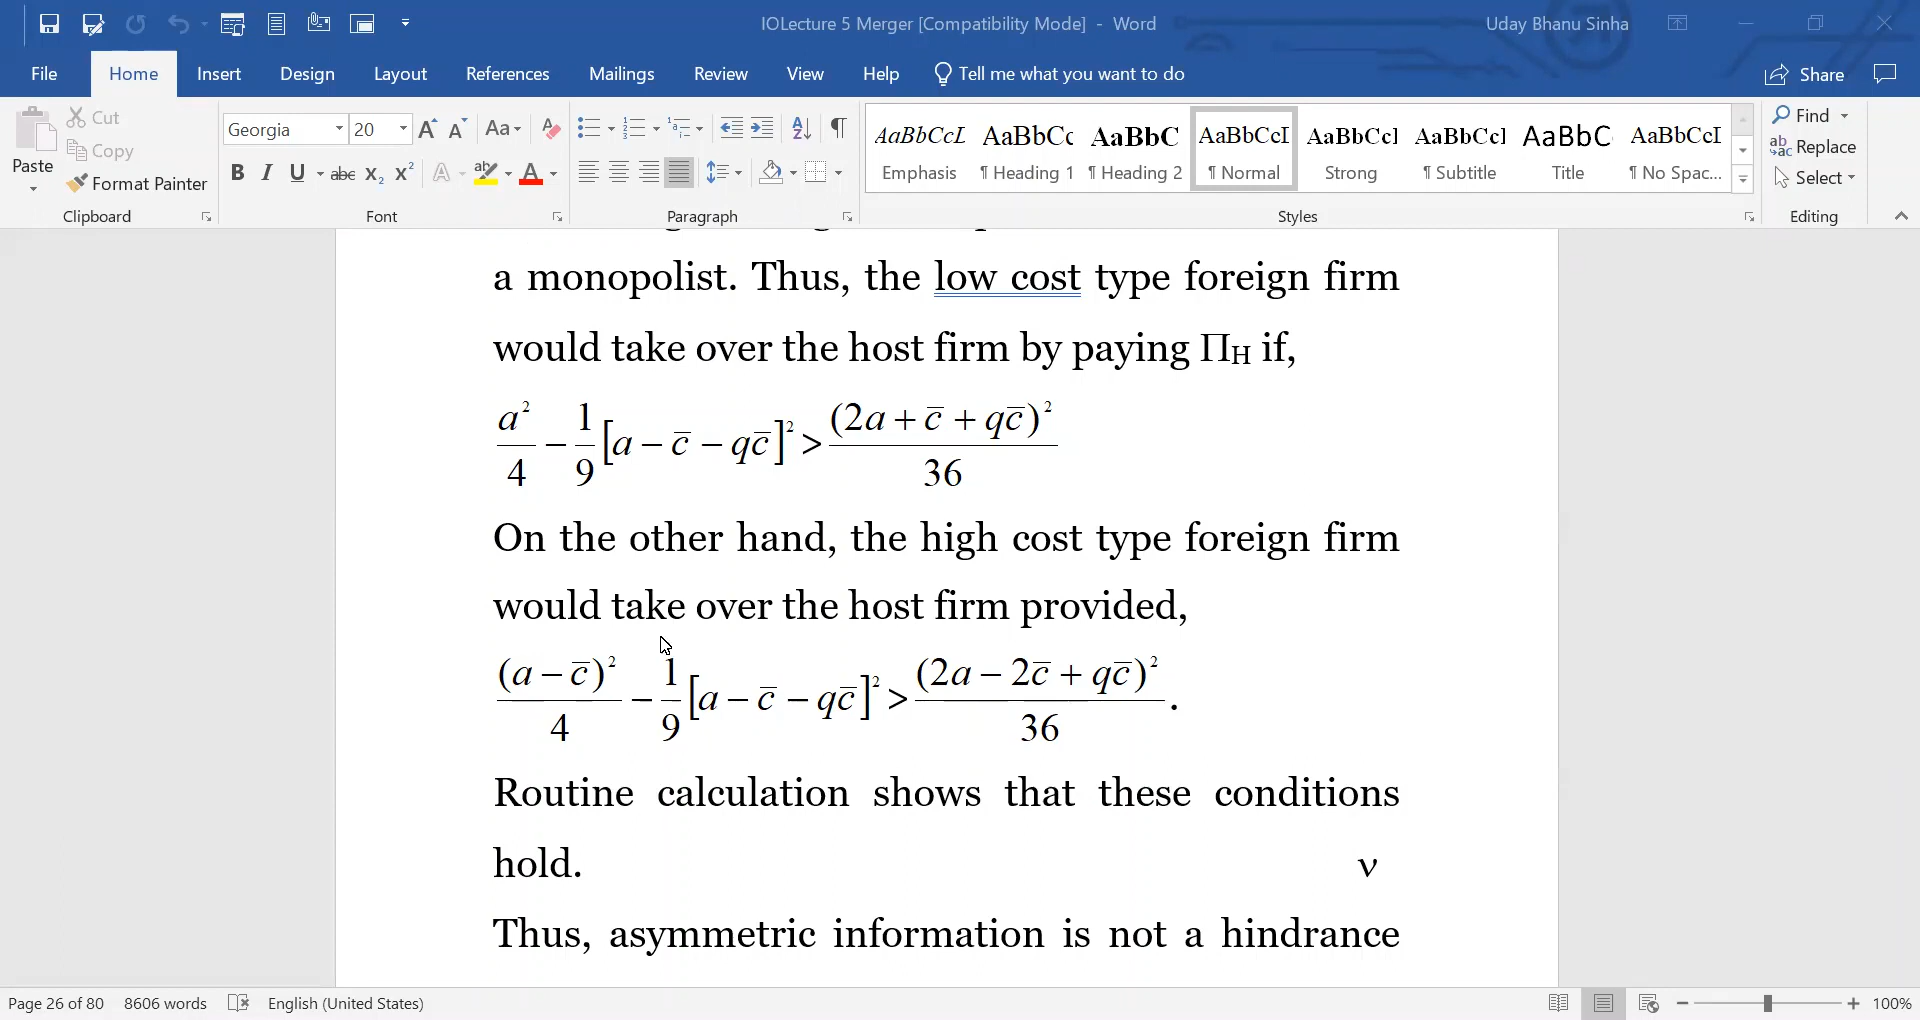 IOLecture 5 Merger [Compatibility Mode] - Word
Uday Bhanu Sinha
File Home Insert Design Layout References Mailings Review View Help Tell me what you want to do Share
Paste
Cut
Copy
Format Painter
Clipboard
Georgia 20
Font
Paragraph
AaBbCcL AaBbCc AaBbC AaBbCcI AaBbCcl AaBbCcl AaBbC AaBbCcI
Emphasis ¶ Heading 1 ¶ Heading 2 ¶ Normal Strong ¶ Subtitle Title ¶ No Spac...
Styles
Find
Replace
Select
Editing
a monopolist. Thus, the low cost type foreign firm
would take over the host firm by paying Π_H if,
a²/4 − 1/9 [a − c̄ − qc̄]² > (2a + c̄ + qc̄)²/36
On the other hand, the high cost type foreign firm
would take over the host firm provided,
(a − c̄)²/4 − 1/9 [a − c̄ − qc̄]² > (2a − 2c̄ + qc̄)²/36 .
Routine calculation shows that these conditions
hold. ν
Thus, asymmetric information is not a hindrance
Page 26 of 80 8606 words English (United States) 100%